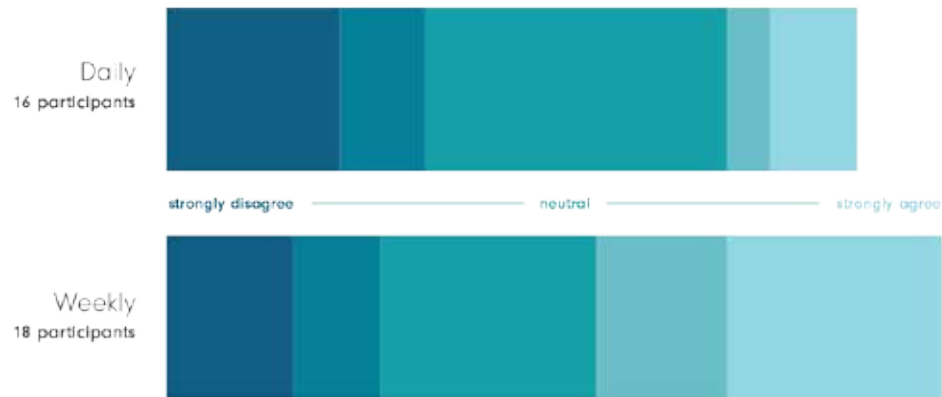 Daily
16 participants
strongly disagree neutral strongly agree
Weekly
18 participants